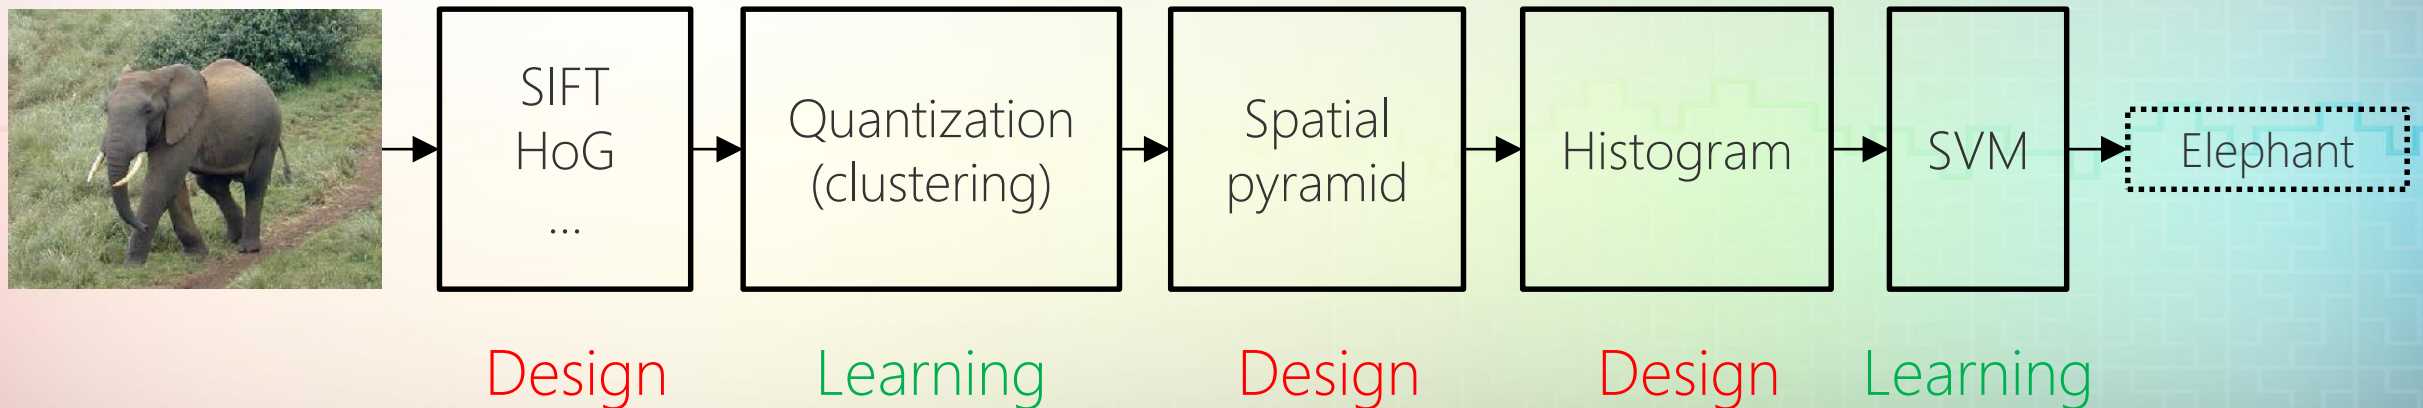 SIFT
HoG
...
Quantization
(clustering)
Spatial
pyramid
Histogram
SVM
Elephant
Design
Learning
Design
Design
Learning